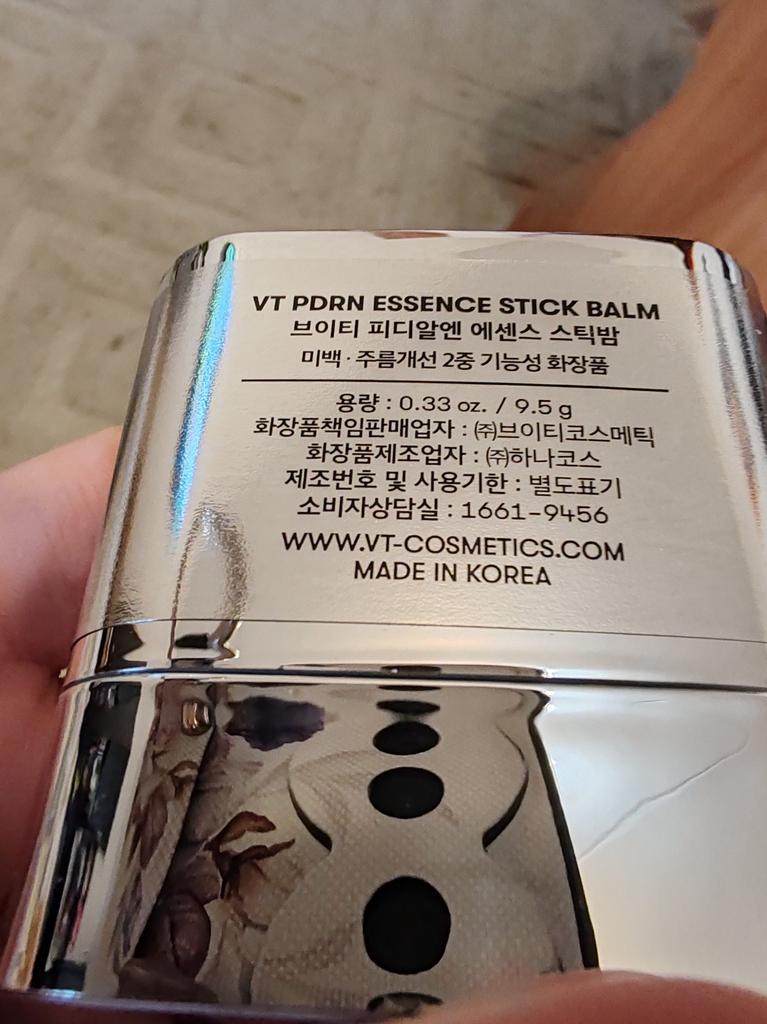 VT PDRN ESSENCE STICK BALM
브이티 피디알엔 에센스 스틱밤
미백 · 주름개선 2중 기능성 화장품
용량 : 0.33 oz. / 9.5 g
화장품책임판매업자 : ㈜브이티코스메틱
화장품제조업자 : ㈜하나코스
제조번호 및 사용기한 : 별도표기
소비자상담실 : 1661-9456
WWW.VT-COSMETICS.COM
MADE IN KOREA